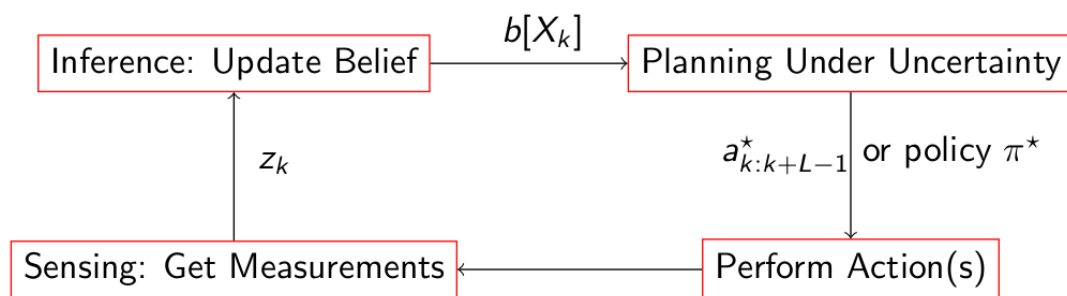 b[X_k]
Inference: Update Belief
Planning Under Uncertainty
z_k
a^⋆_{k:k+L−1} or policy π^⋆
Sensing: Get Measurements
Perform Action(s)